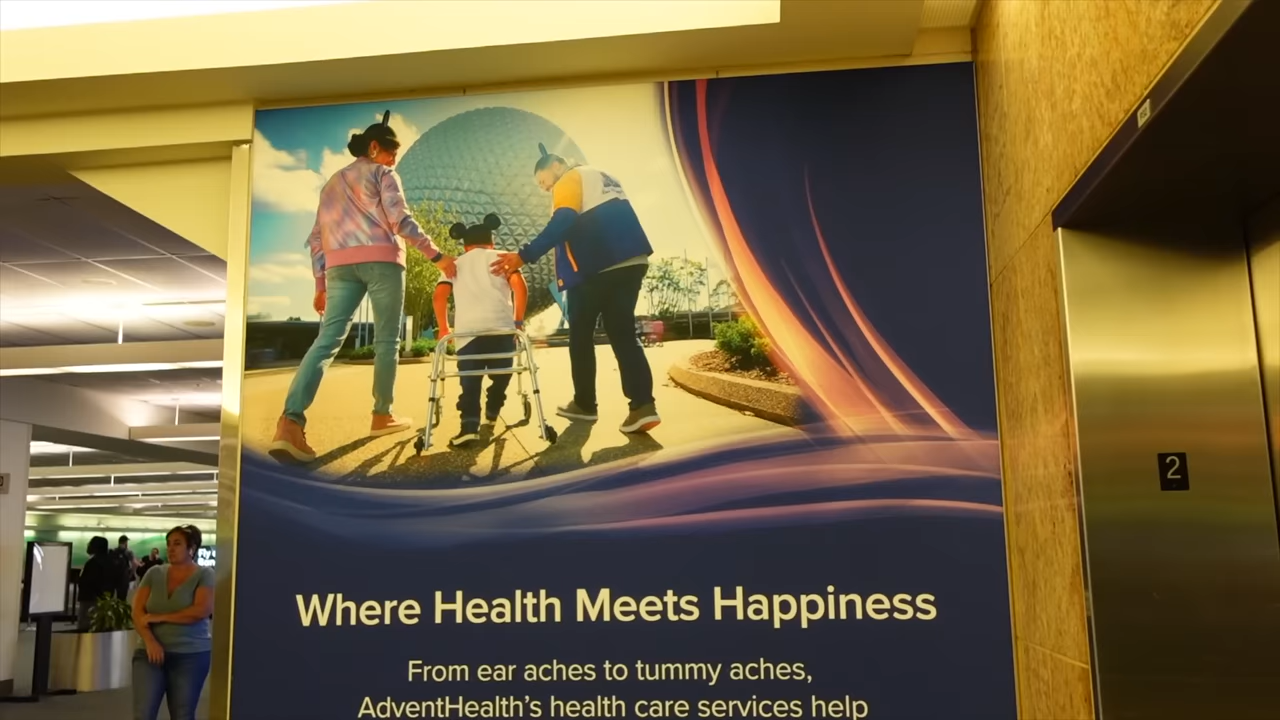 Where Health Meets Happiness
From ear aches to tummy aches,
AdventHealth's health care services help
2